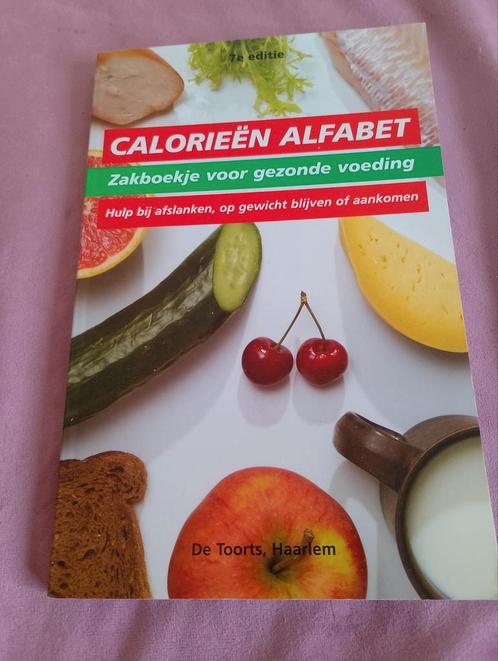 7e editie
CALORIEËN ALFABET
Zakboekje voor gezonde voeding
Hulp bij afslanken, op gewicht blijven of aankomen
De Toorts, Haarlem